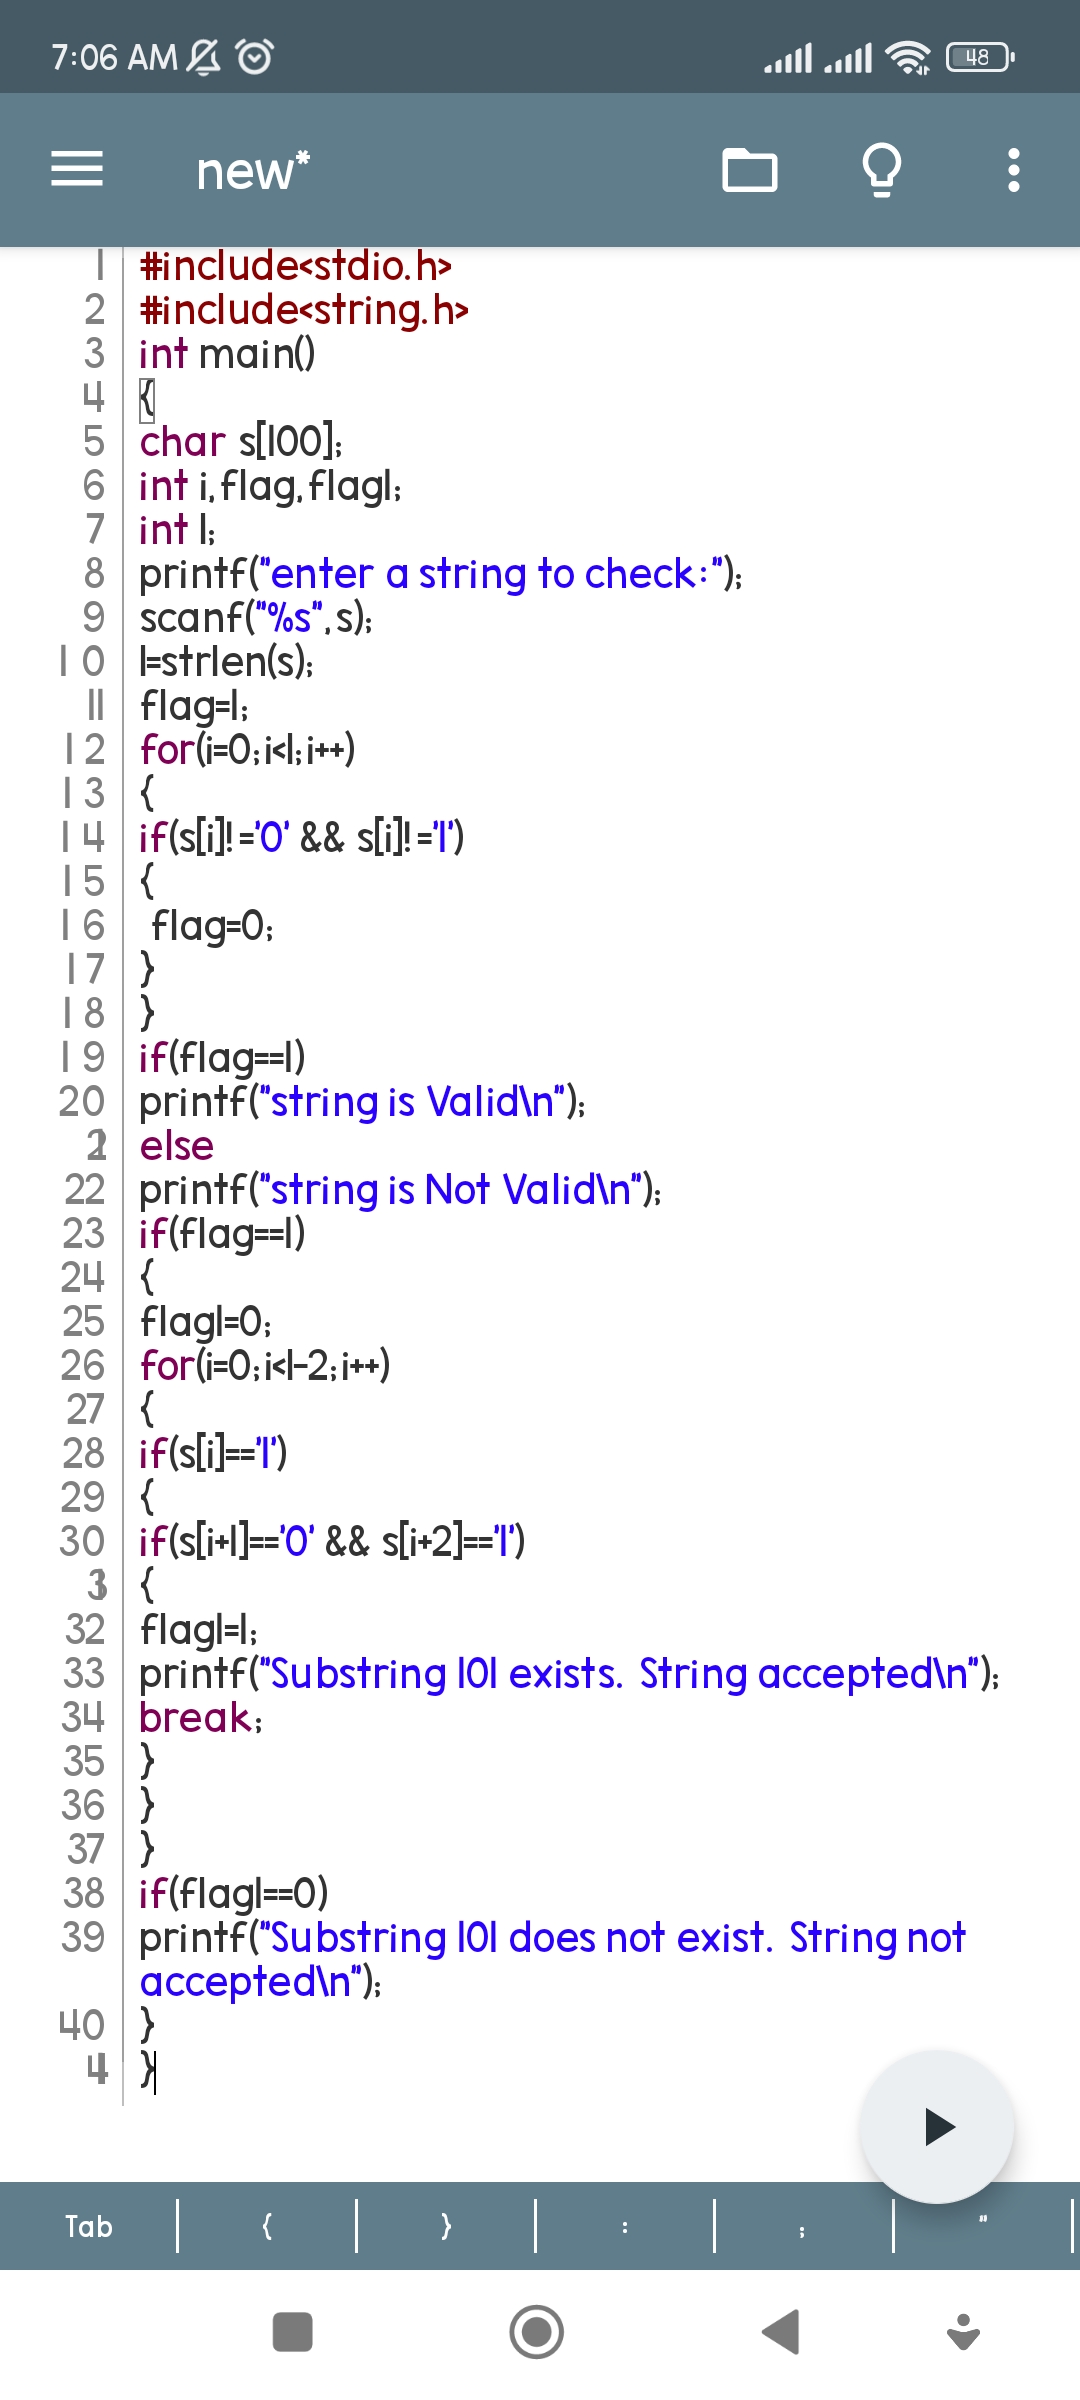 7:06 AM 48
new*
1 #include<stdio.h>
2 #include<string.h>
3 int main()
4 {
5 char s[100];
6 int i,flag,flag1;
7 int l;
8 printf("enter a string to check:");
9 scanf("%s",s);
10 l=strlen(s);
11 flag=1;
12 for(i=0;i<l;i++)
13 {
14 if(s[i]!='0' && s[i]!='1')
15 {
16 flag=0;
17 }
18 }
19 if(flag==1)
20 printf("string is Valid\n");
21 else
22 printf("string is Not Valid\n");
23 if(flag==1)
24 {
25 flag1=0;
26 for(i=0;i<l-2;i++)
27 {
28 if(s[i]=='1')
29 {
30 if(s[i+1]=='0' && s[i+2]=='1')
31 {
32 flag1=1;
33 printf("Substring 101 exists. String accepted\n");
34 break;
35 }
36 }
37 }
38 if(flag1==0)
39 printf("Substring 101 does not exist. String not
accepted\n");
40 }
41 }
Tab { } : ; "